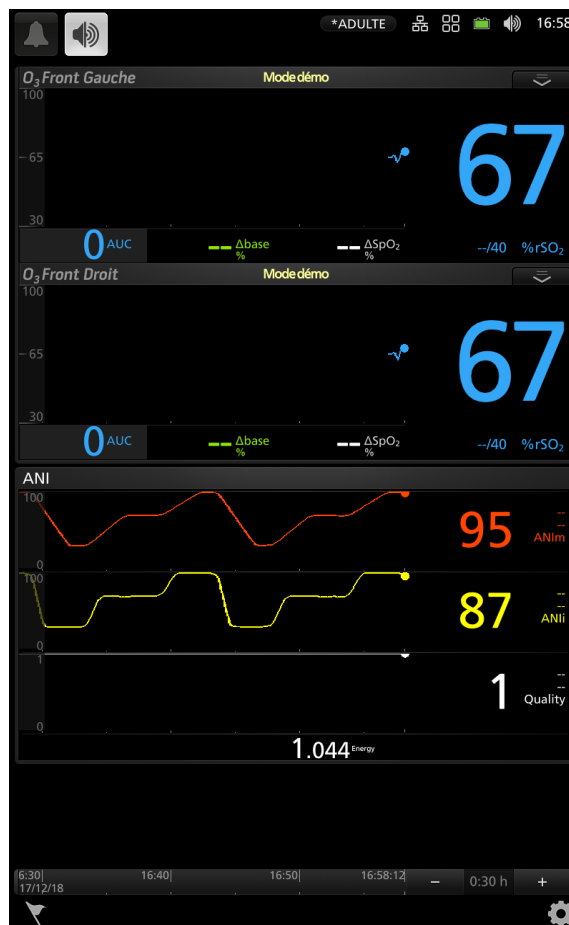 *ADULTE 16:58
O3 Front Gauche Mode démo
100
65
30
67
0 AUC -- Δbase % -- ΔSpO2 % --/40 %rSO2
O3 Front Droit Mode démo
100
65
30
67
0 AUC -- Δbase % -- ΔSpO2 % --/40 %rSO2
ANI
100
0
95 -- -- ANIm
100
0
87 -- -- ANIi
1
0
1 -- -- Quality
1.044 Energy
6:30 16:40 16:50 16:58:12 - 0:30 h +
17/12/18